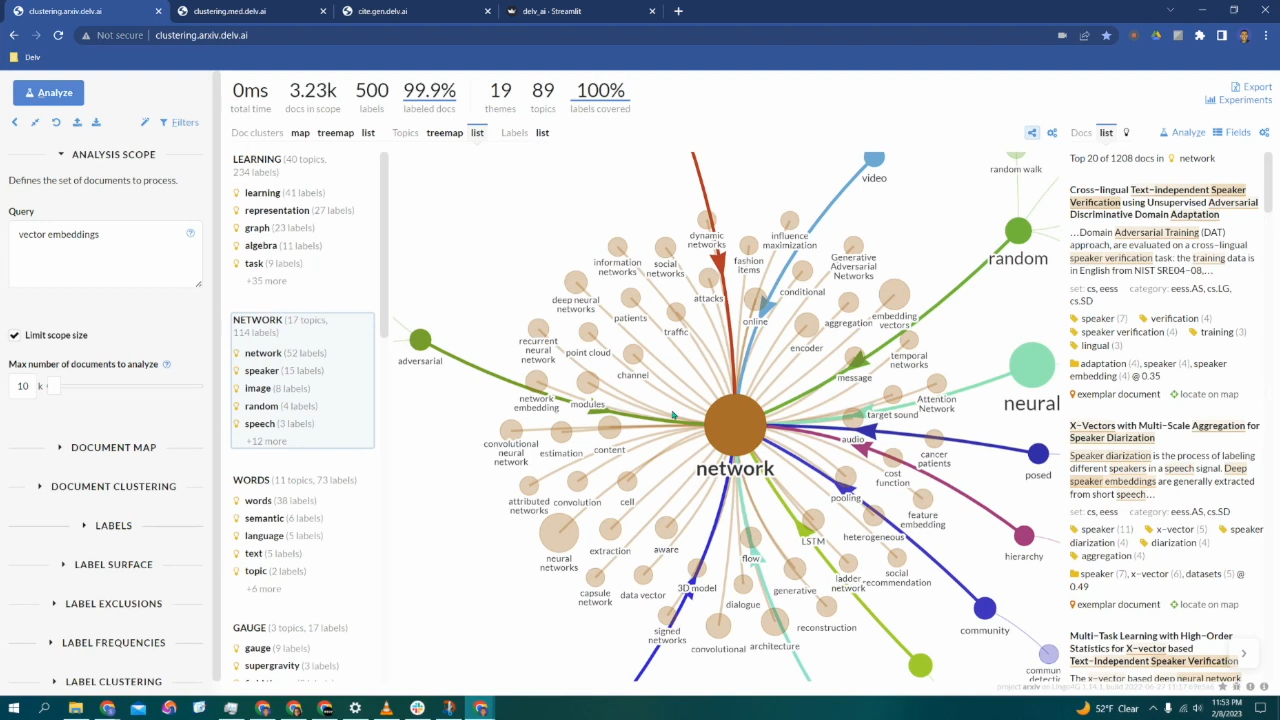 clustering.arxiv.delv.ai
clustering.med.delv.ai
cite.gen.delv.ai
delv_ai · Streamlit
Not secure | clustering.arxiv.delv.ai
Delv
Analyze
Filters
ANALYSIS SCOPE
Defines the set of documents to process.
Query
vector embeddings
Limit scope size
Max number of documents to analyze
10 k
DOCUMENT MAP
DOCUMENT CLUSTERING
LABELS
LABEL SURFACE
LABEL EXCLUSIONS
LABEL FREQUENCIES
LABEL CLUSTERING
0ms 3.23k 500 99.9% 19 89 100%
total time docs in scope labels labeled docs themes topics labels covered
Export
Experiments
Doc clusters map treemap list Topics treemap list Labels list
LEARNING (40 topics,
234 labels)
learning (41 labels)
representation (27 labels)
graph (23 labels)
algebra (11 labels)
task (9 labels)
+35 more
NETWORK (17 topics,
114 labels)
network (52 labels)
speaker (15 labels)
image (8 labels)
random (4 labels)
speech (3 labels)
+12 more
WORDS (11 topics, 73 labels)
words (38 labels)
semantic (6 labels)
language (5 labels)
text (5 labels)
topic (2 labels)
+6 more
GAUGE (3 topics, 17 labels)
gauge (9 labels)
supergravity (3 labels)
video
random walk
dynamic
networks
influence
maximization
information
networks
social
networks
fashion
items
Generative
Adversarial
Networks
random
deep neural
networks
attacks
conditional
patients
traffic
online
aggregation
embedding
vectors
adversarial
recurrent
neural
network
point cloud
channel
encoder
temporal
networks
message
network
embedding
modules
target sound
Attention
Network
neural
convolutional
neural
network
estimation
content
audio
cancer
patients
network
posed
cost
function
attributed
networks
convolution
cell
pooling
feature
embedding
neural
networks
extraction
aware
LSTM
heterogeneous
hierarchy
flow
capsule
network
data vector
3D model
generative
ladder
network
social
recommendation
dialogue
signed
networks
convolutional
architecture
reconstruction
community
commun
detectio
Docs list Analyze Fields
Top 20 of 1208 docs in network
Cross-lingual Text-independent Speaker
Verification using Unsupervised Adversarial
Discriminative Domain Adaptation
...Domain Adversarial Training (DAT)
approach, are evaluated on a cross-lingual
speaker verification task: the training data is
in English from NIST SRE04-08,...
set: cs, eess category: eess.AS, cs.LG,
cs.SD
speaker (7) verification (4)
speaker verification (4) training (3)
lingual (3)
adaptation (4), speaker (4), speaker
embedding (4) @ 0.35
exemplar document locate on map
X-Vectors with Multi-Scale Aggregation for
Speaker Diarization
Speaker diarization is the process of labeling
different speakers in a speech signal. Deep
speaker embeddings are generally extracted
from short speech...
set: cs, eess category: eess.AS, cs.SD
speaker (11) x-vector (5) speaker
diarization (4) diarization (4)
aggregation (4)
speaker (7), x-vector (6), datasets (5) @
0.49
exemplar document locate on map
Multi-Task Learning with High-Order
Statistics for X-vector based
Text-Independent Speaker Verification
The x-vector based deep neural network
project arxiv on Lingo4G 1.14.1, build 2022-06-27
52°F Clear
11:53 PM
2/8/2023